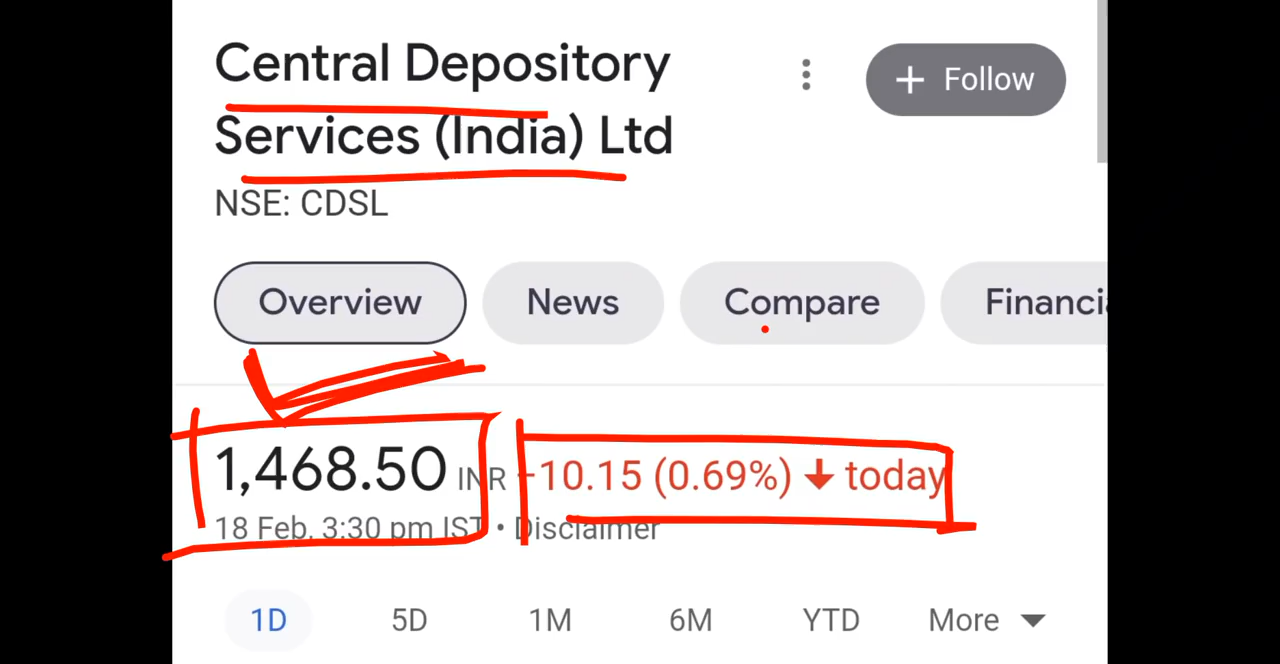 Central Depository
Services (India) Ltd
+ Follow
NSE: CDSL
Overview
News
Compare
1,468.50 INR -10.15 (0.69%) ↓ today
18 Feb, 3:30 pm IST • Disclaimer
1D
5D
1M
6M
YTD
More